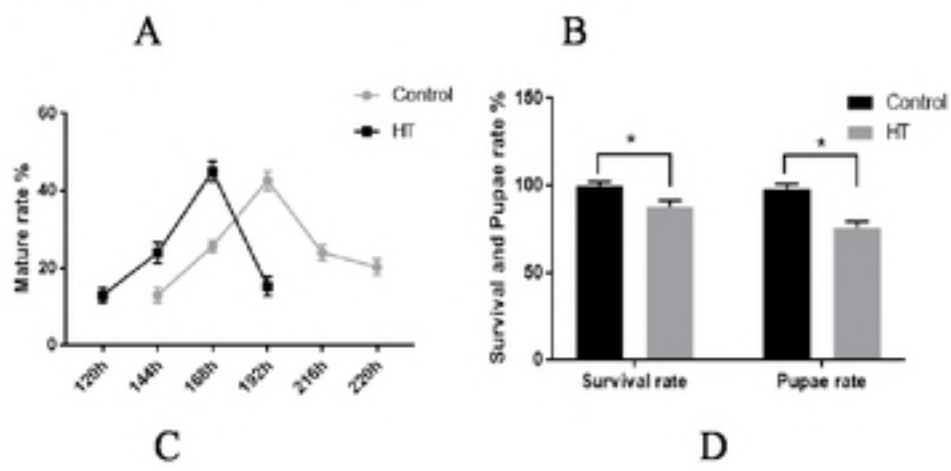 A
B
Control
HT
Mature rate %
60
40
20
0
120h
144h
168h
192h
216h
220h
C
Control
HT
Survival and Pupae rate %
150
100
50
0
*
*
Survival rate
Pupae rate
D